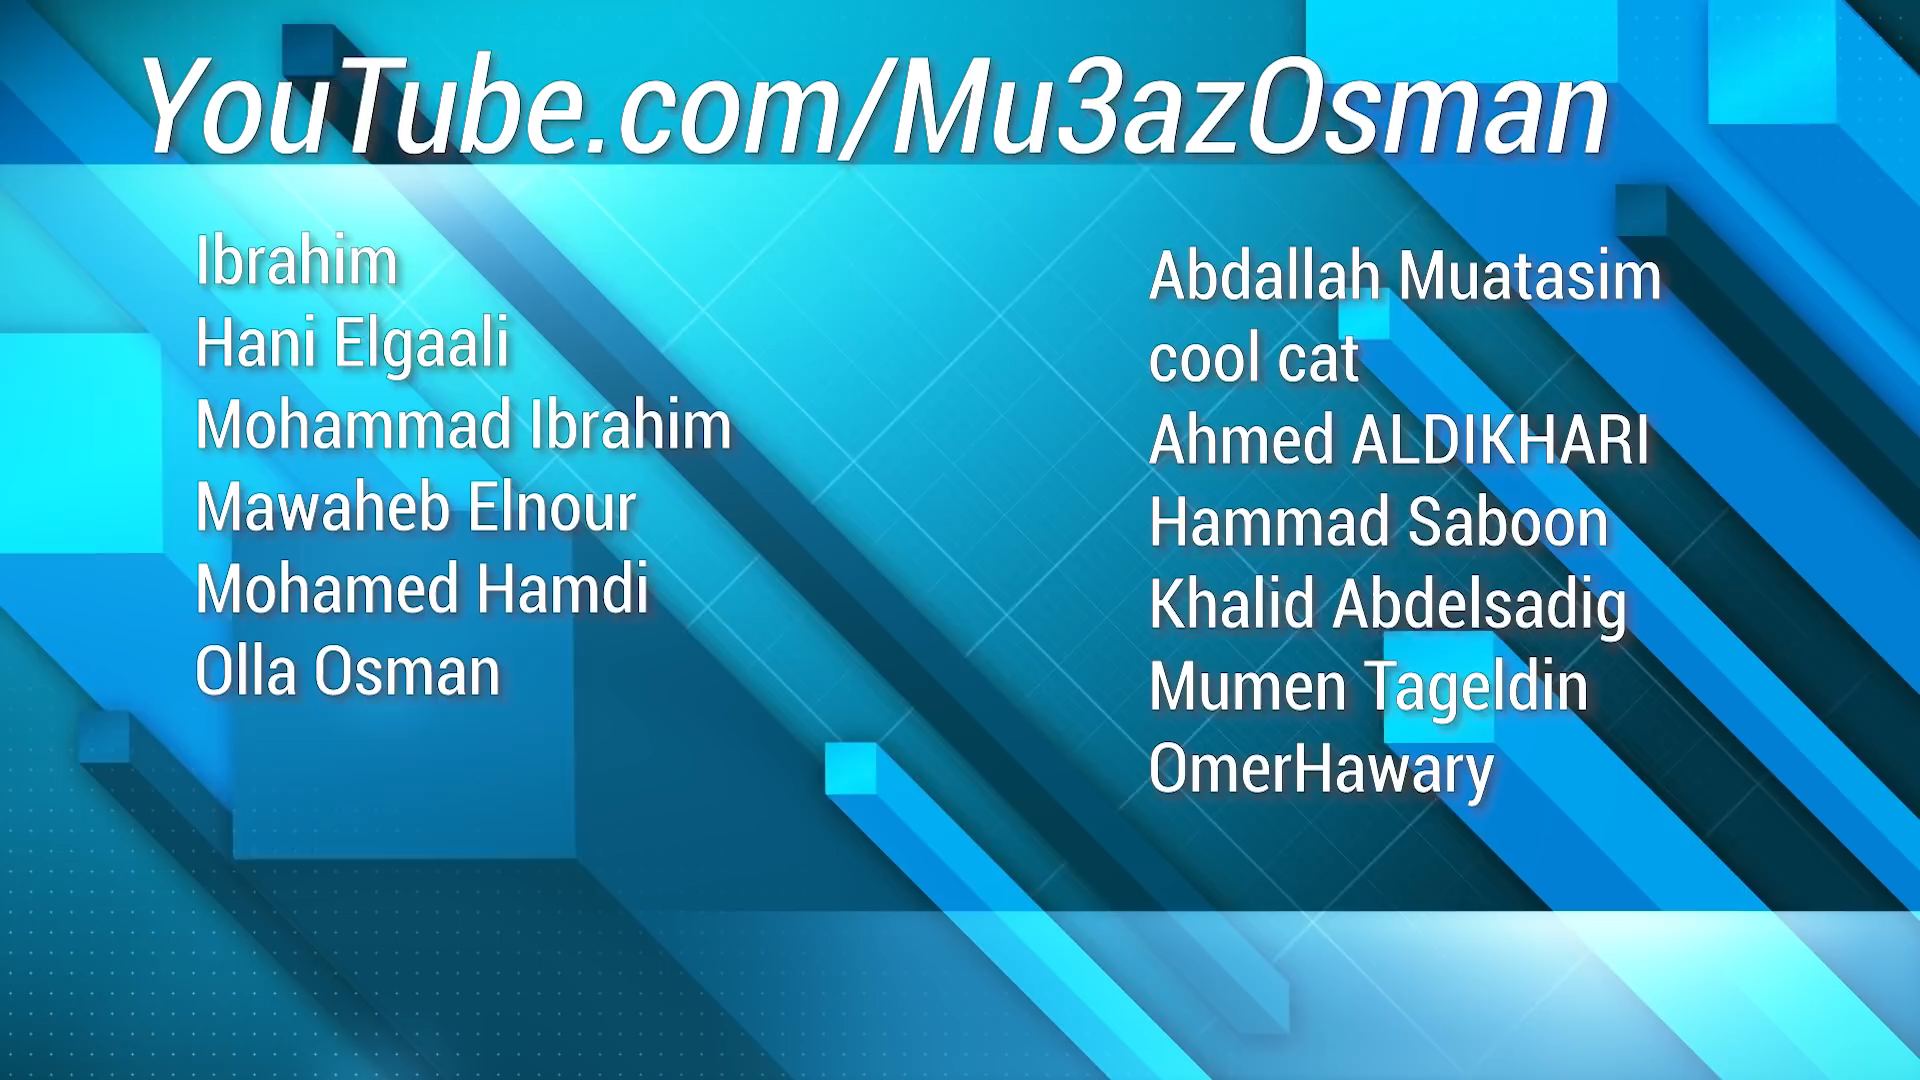 YouTube.com/Mu3azOsman
Ibrahim
Hani Elgaali
Mohammad Ibrahim
Mawaheb Elnour
Mohamed Hamdi
Olla Osman
Abdallah Muatasim
cool cat
Ahmed ALDIKHARI
Hammad Saboon
Khalid Abdelsadig
Mumen Tageldin
OmerHawary